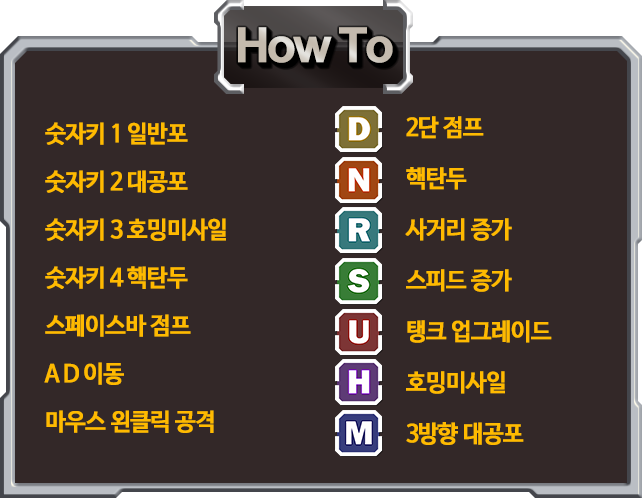 How To
숫자키 1 일반포
숫자키 2 대공포
숫자키 3 호밍미사일
숫자키 4 핵탄두
스페이스바 점프
A D 이동
마우스 왼클릭 공격
D 2단 점프
N 핵탄두
R 사거리 증가
S 스피드 증가
U 탱크 업그레이드
H 호밍미사일
M 3방향 대공포